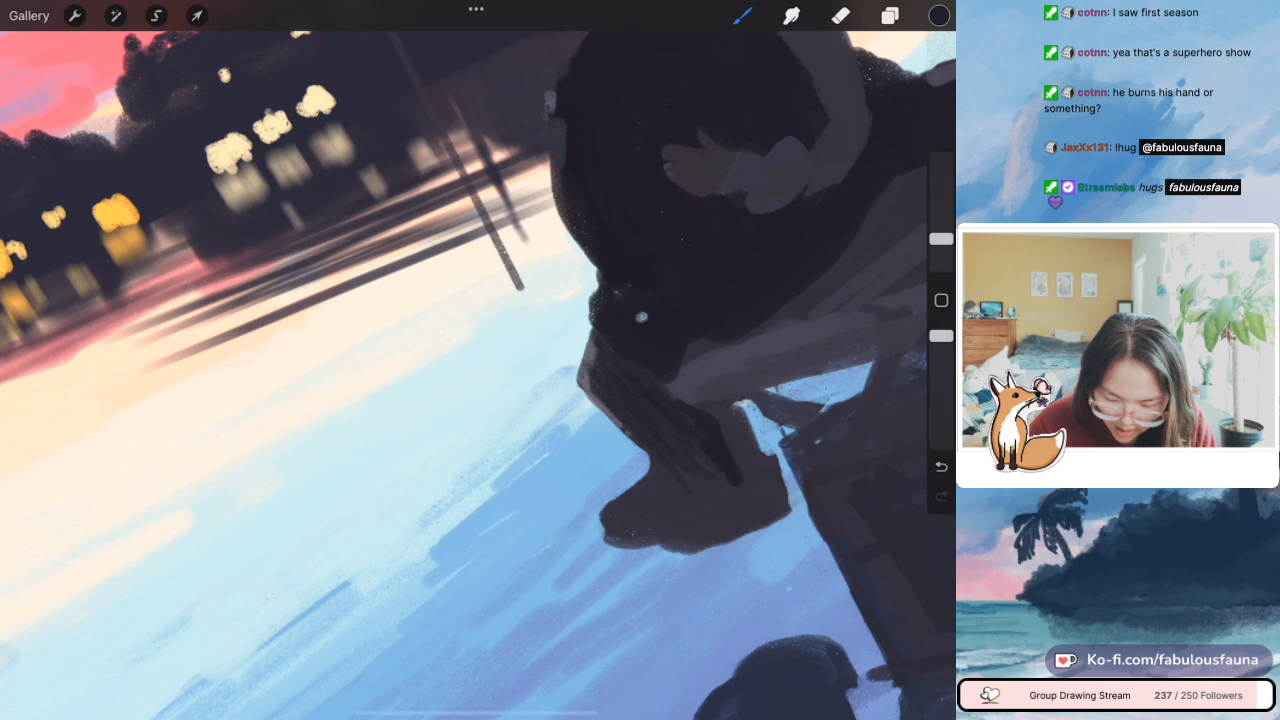 Gallery
cotnn: I saw first season
cotnn: yea that's a superhero show
cotnn: he burns his hand or
something?
JaxXx131: !hug @fabulousfauna
Streamlabs hugs fabulousfauna
Ko-fi.com/fabulousfauna
Group Drawing Stream 237 / 250 Followers